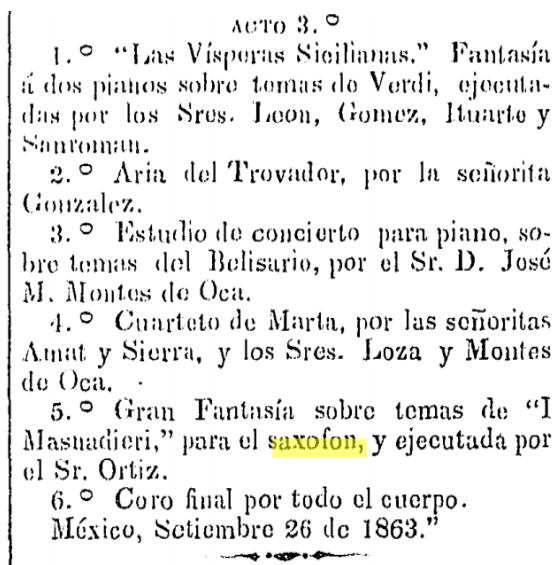 ACTO 3.º
1.º "Las Vísperas Sicilianas." Fantasía
á dos pianos sobre temas de Verdi, ejecuta-
das por los Sres. Leon, Gomez, Ituarte y
Sanroman.
2.º Aria del Trovador, por la señorita
Gonzalez.
3.º Estudio de concierto para piano, so-
bre temas del Belisario, por el Sr. D. José
M. Montes de Oca.
4.º Cuarteto de Marta, por las señoritas
Amat y Sierra, y los Sres. Loza y Montes
de Oca.
5.º Gran Fantasía sobre temas de "I
Masnadieri," para el saxofon, y ejecutada por
el Sr. Ortiz.
6.º Coro final por todo el cuerpo.
México, Setiembre 26 de 1863."